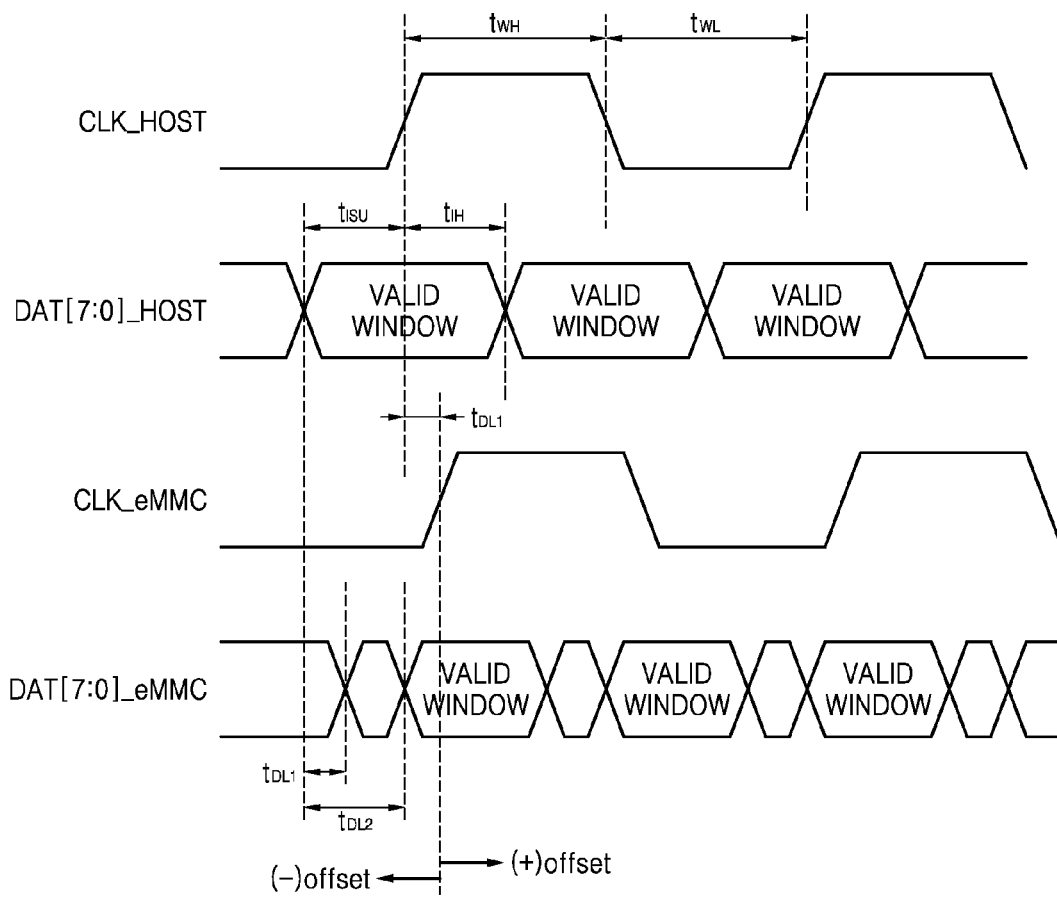 tWH
tWL
CLK_HOST
tISU
tIH
DAT[7:0]_HOST
VALID
WINDOW
VALID
WINDOW
VALID
WINDOW
tDL1
CLK_eMMC
DAT[7:0]_eMMC
VALID
WINDOW
VALID
WINDOW
VALID
WINDOW
tDL1
tDL2
(−)offset
(+)offset